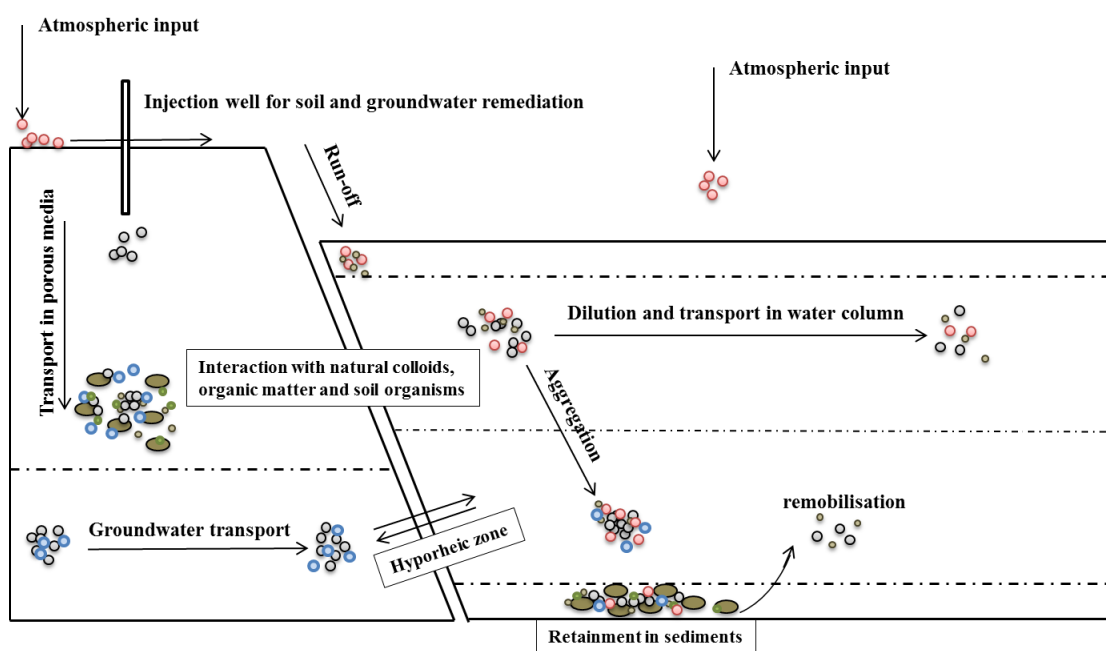 Atmospheric input
Atmospheric input
Injection well for soil and groundwater remediation
Run-off
Transport in porous media
Dilution and transport in water column
Interaction with natural colloids,
organic matter and soil organisms
Aggregation
remobilisation
Groundwater transport
Hyporheic zone
Retainment in sediments